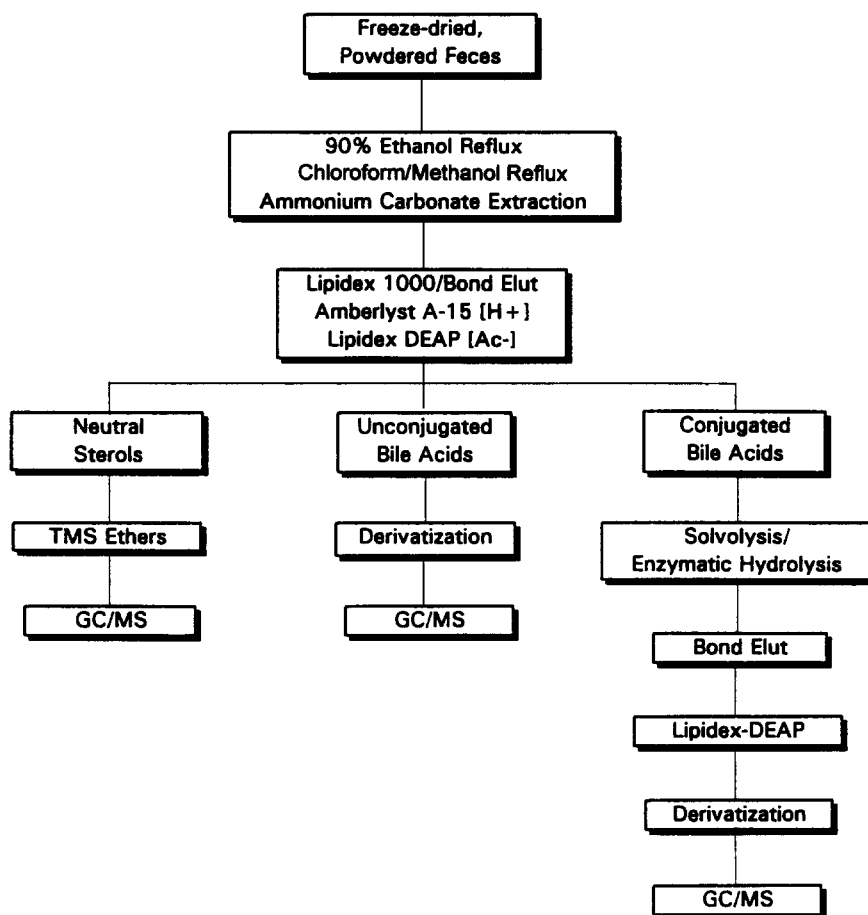 Freeze-dried,
Powdered Feces
90% Ethanol Reflux
Chloroform/Methanol Reflux
Ammonium Carbonate Extraction
Lipidex 1000/Bond Elut
Amberlyst A-15 [H+]
Lipidex DEAP [Ac-]
Neutral
Sterols
Unconjugated
Bile Acids
Conjugated
Bile Acids
TMS Ethers
Derivatization
Solvolysis/
Enzymatic Hydrolysis
GC/MS
GC/MS
Bond Elut
Lipidex-DEAP
Derivatization
GC/MS